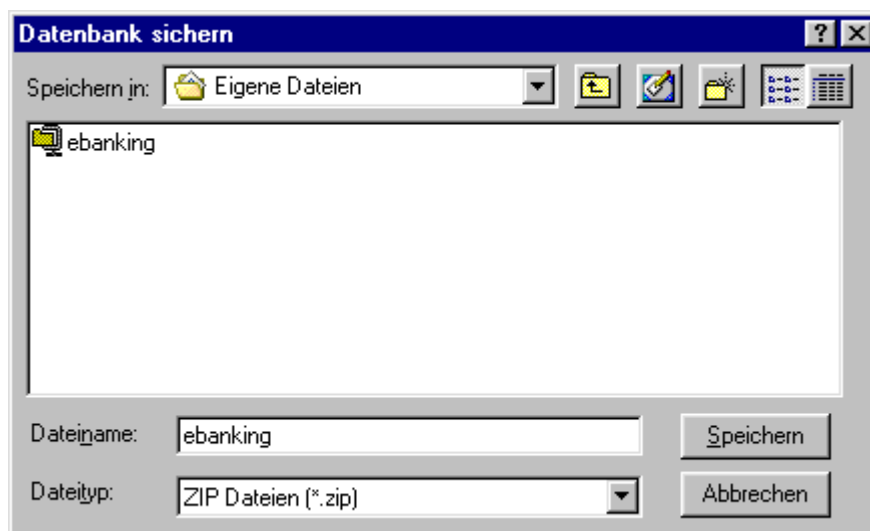 Datenbank sichern
Speichern in: Eigene Dateien
ebanking
Dateiname: ebanking Speichern
Dateityp: ZIP Dateien (*.zip) Abbrechen